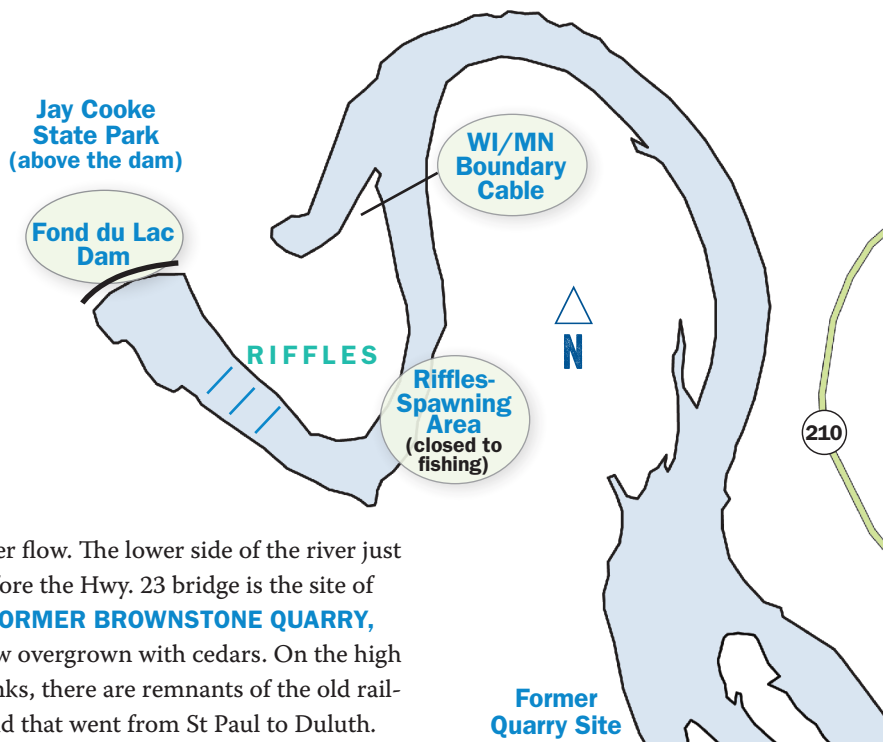 Jay Cooke
State Park
(above the dam)
WI/MN
Boundary
Cable
Fond du Lac
Dam
RIFFLES
N
Riffles-
Spawning
Area
(closed to
fishing)
210
er flow. The lower side of the river just
ore the Hwy. 23 bridge is the site of
ORMER BROWNSTONE QUARRY,
w overgrown with cedars. On the high
nks, there are remnants of the old rail-
d that went from St Paul to Duluth.
Former
Quarry Site